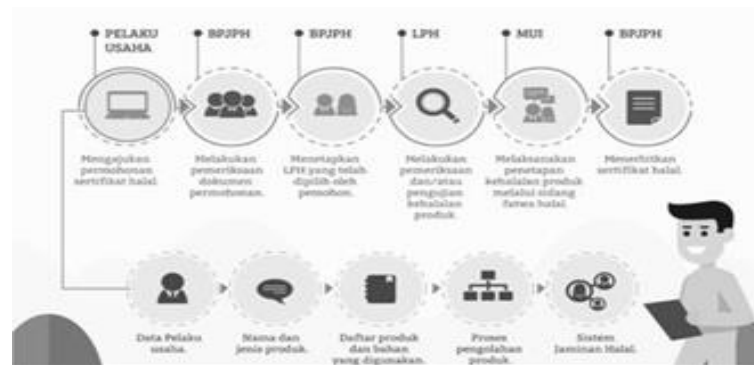 PELAKU
USAHA
BPJPH
BPJPH
LPH
MUI
BPJPH
Mengajukan
permohonan
sertifikat halal.
Melakukan
pemeriksaan
dokumen
permohonan.
Menetapkan
LPH yang telah
dipilih oleh
pemohon.
Melakukan
pemeriksaan
dan/atau
pengujian
kehalalan
produk.
Melaksanakan
penetapan
kehalalan produk
melalui sidang
fatwa halal
Menerbitkan
sertifikat halal.
Data Pelaku
usaha.
Nama dan
jenis produk.
Daftar produk
dan bahan
yang digunakan.
Proses
pengolahan
produk.
Sistem
Jaminan Halal.